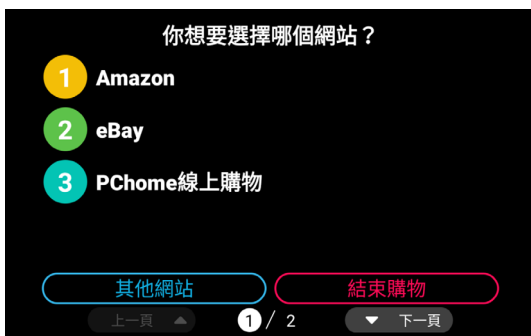 你想要選擇哪個網站？
1 Amazon
2 eBay
3 PChome線上購物
其他網站 結束購物
上一頁 ▲ 1 / 2 ▼ 下一頁